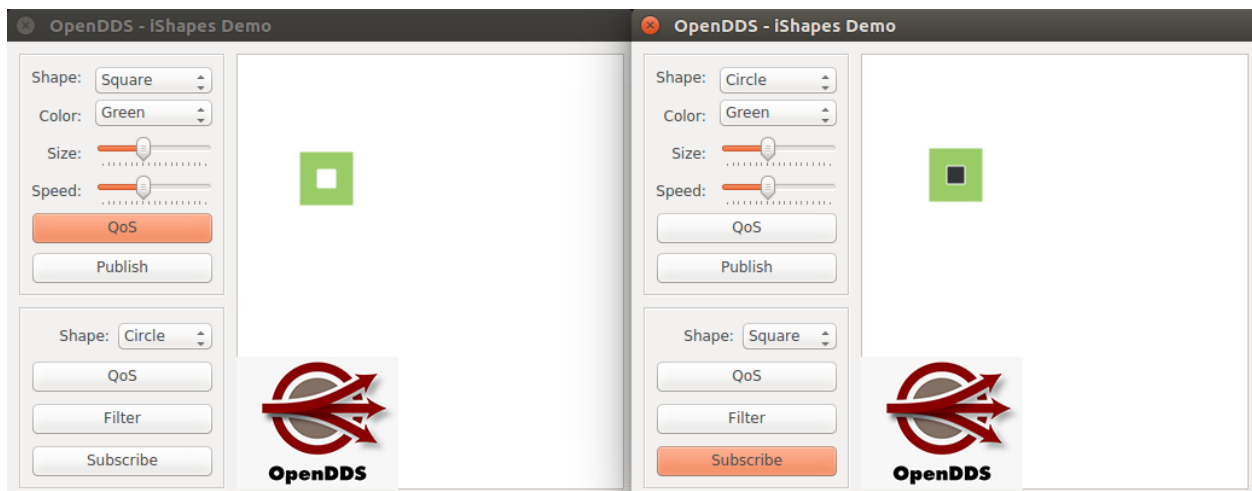 OpenDDS - iShapes Demo
Shape: Square
Color: Green
Size:
Speed:
QoS
Publish
Shape: Circle
QoS
Filter
Subscribe
OpenDDS
OpenDDS - iShapes Demo
Shape: Circle
Color: Green
Size:
Speed:
QoS
Publish
Shape: Square
QoS
Filter
Subscribe
OpenDDS